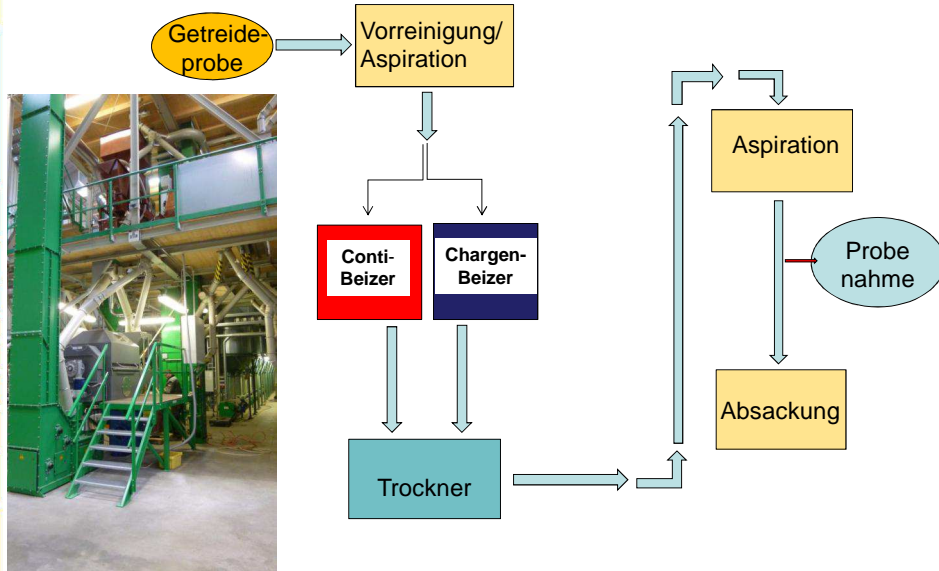 Getreide-
probe
Vorreinigung/
Aspiration
Conti-
Beizer
Chargen-
Beizer
Trockner
Aspiration
Probe
nahme
Absackung